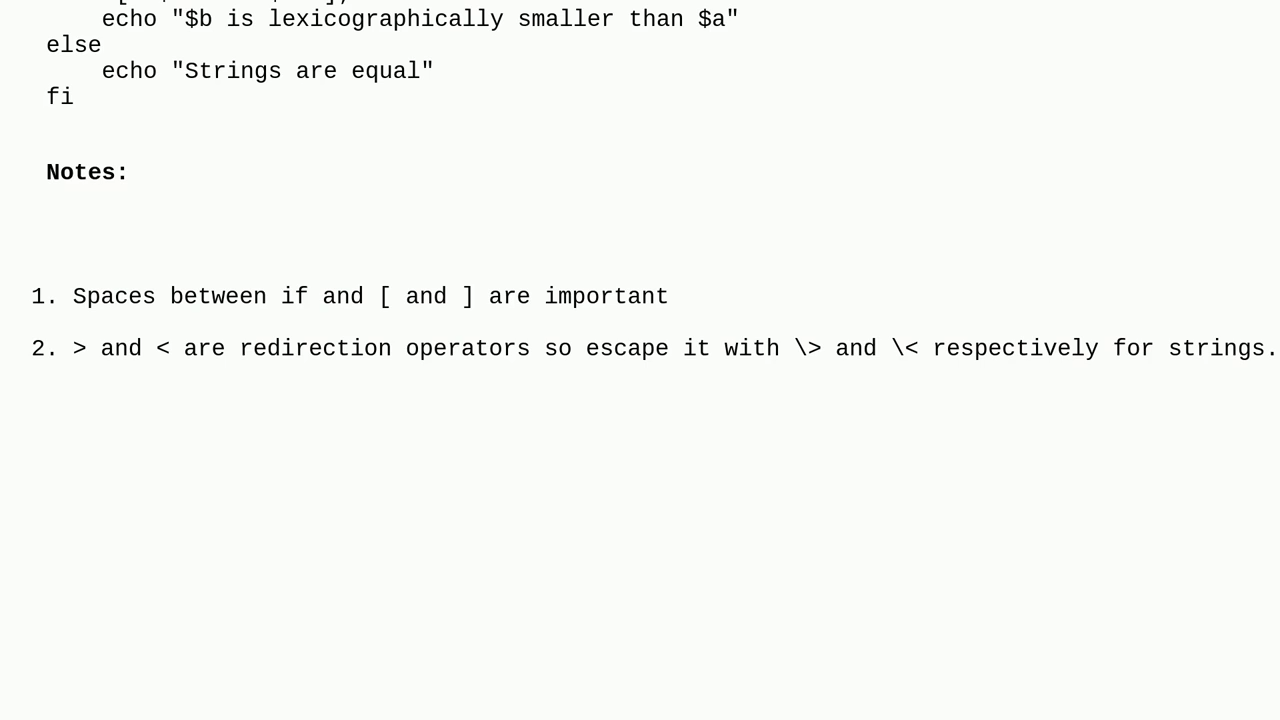 echo "$b is lexicographically smaller than $a"
else
echo "Strings are equal"
fi
Notes:
1. Spaces between if and [ and ] are important
2. > and < are redirection operators so escape it with \> and \< respectively for strings.